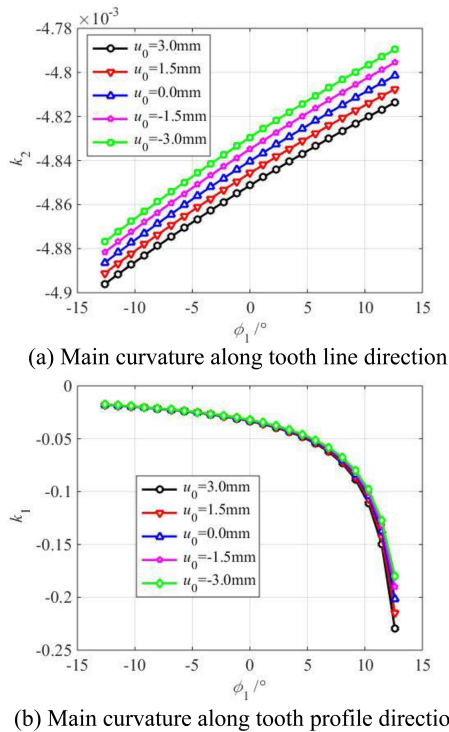 ×10⁻³
-4.78
-4.8
-4.82
-4.84
-4.86
-4.88
-4.9
k₂
u₀=3.0mm
u₀=1.5mm
u₀=0.0mm
u₀=-1.5mm
u₀=-3.0mm
-15 -10 -5 0 5 10 15
ϕ₁/°
(a) Main curvature along tooth line direction
0
-0.05
-0.1
-0.15
-0.2
-0.25
k₁
u₀=3.0mm
u₀=1.5mm
u₀=0.0mm
u₀=-1.5mm
u₀=-3.0mm
-15 -10 -5 0 5 10 15
ϕ₁/°
(b) Main curvature along tooth profile directio